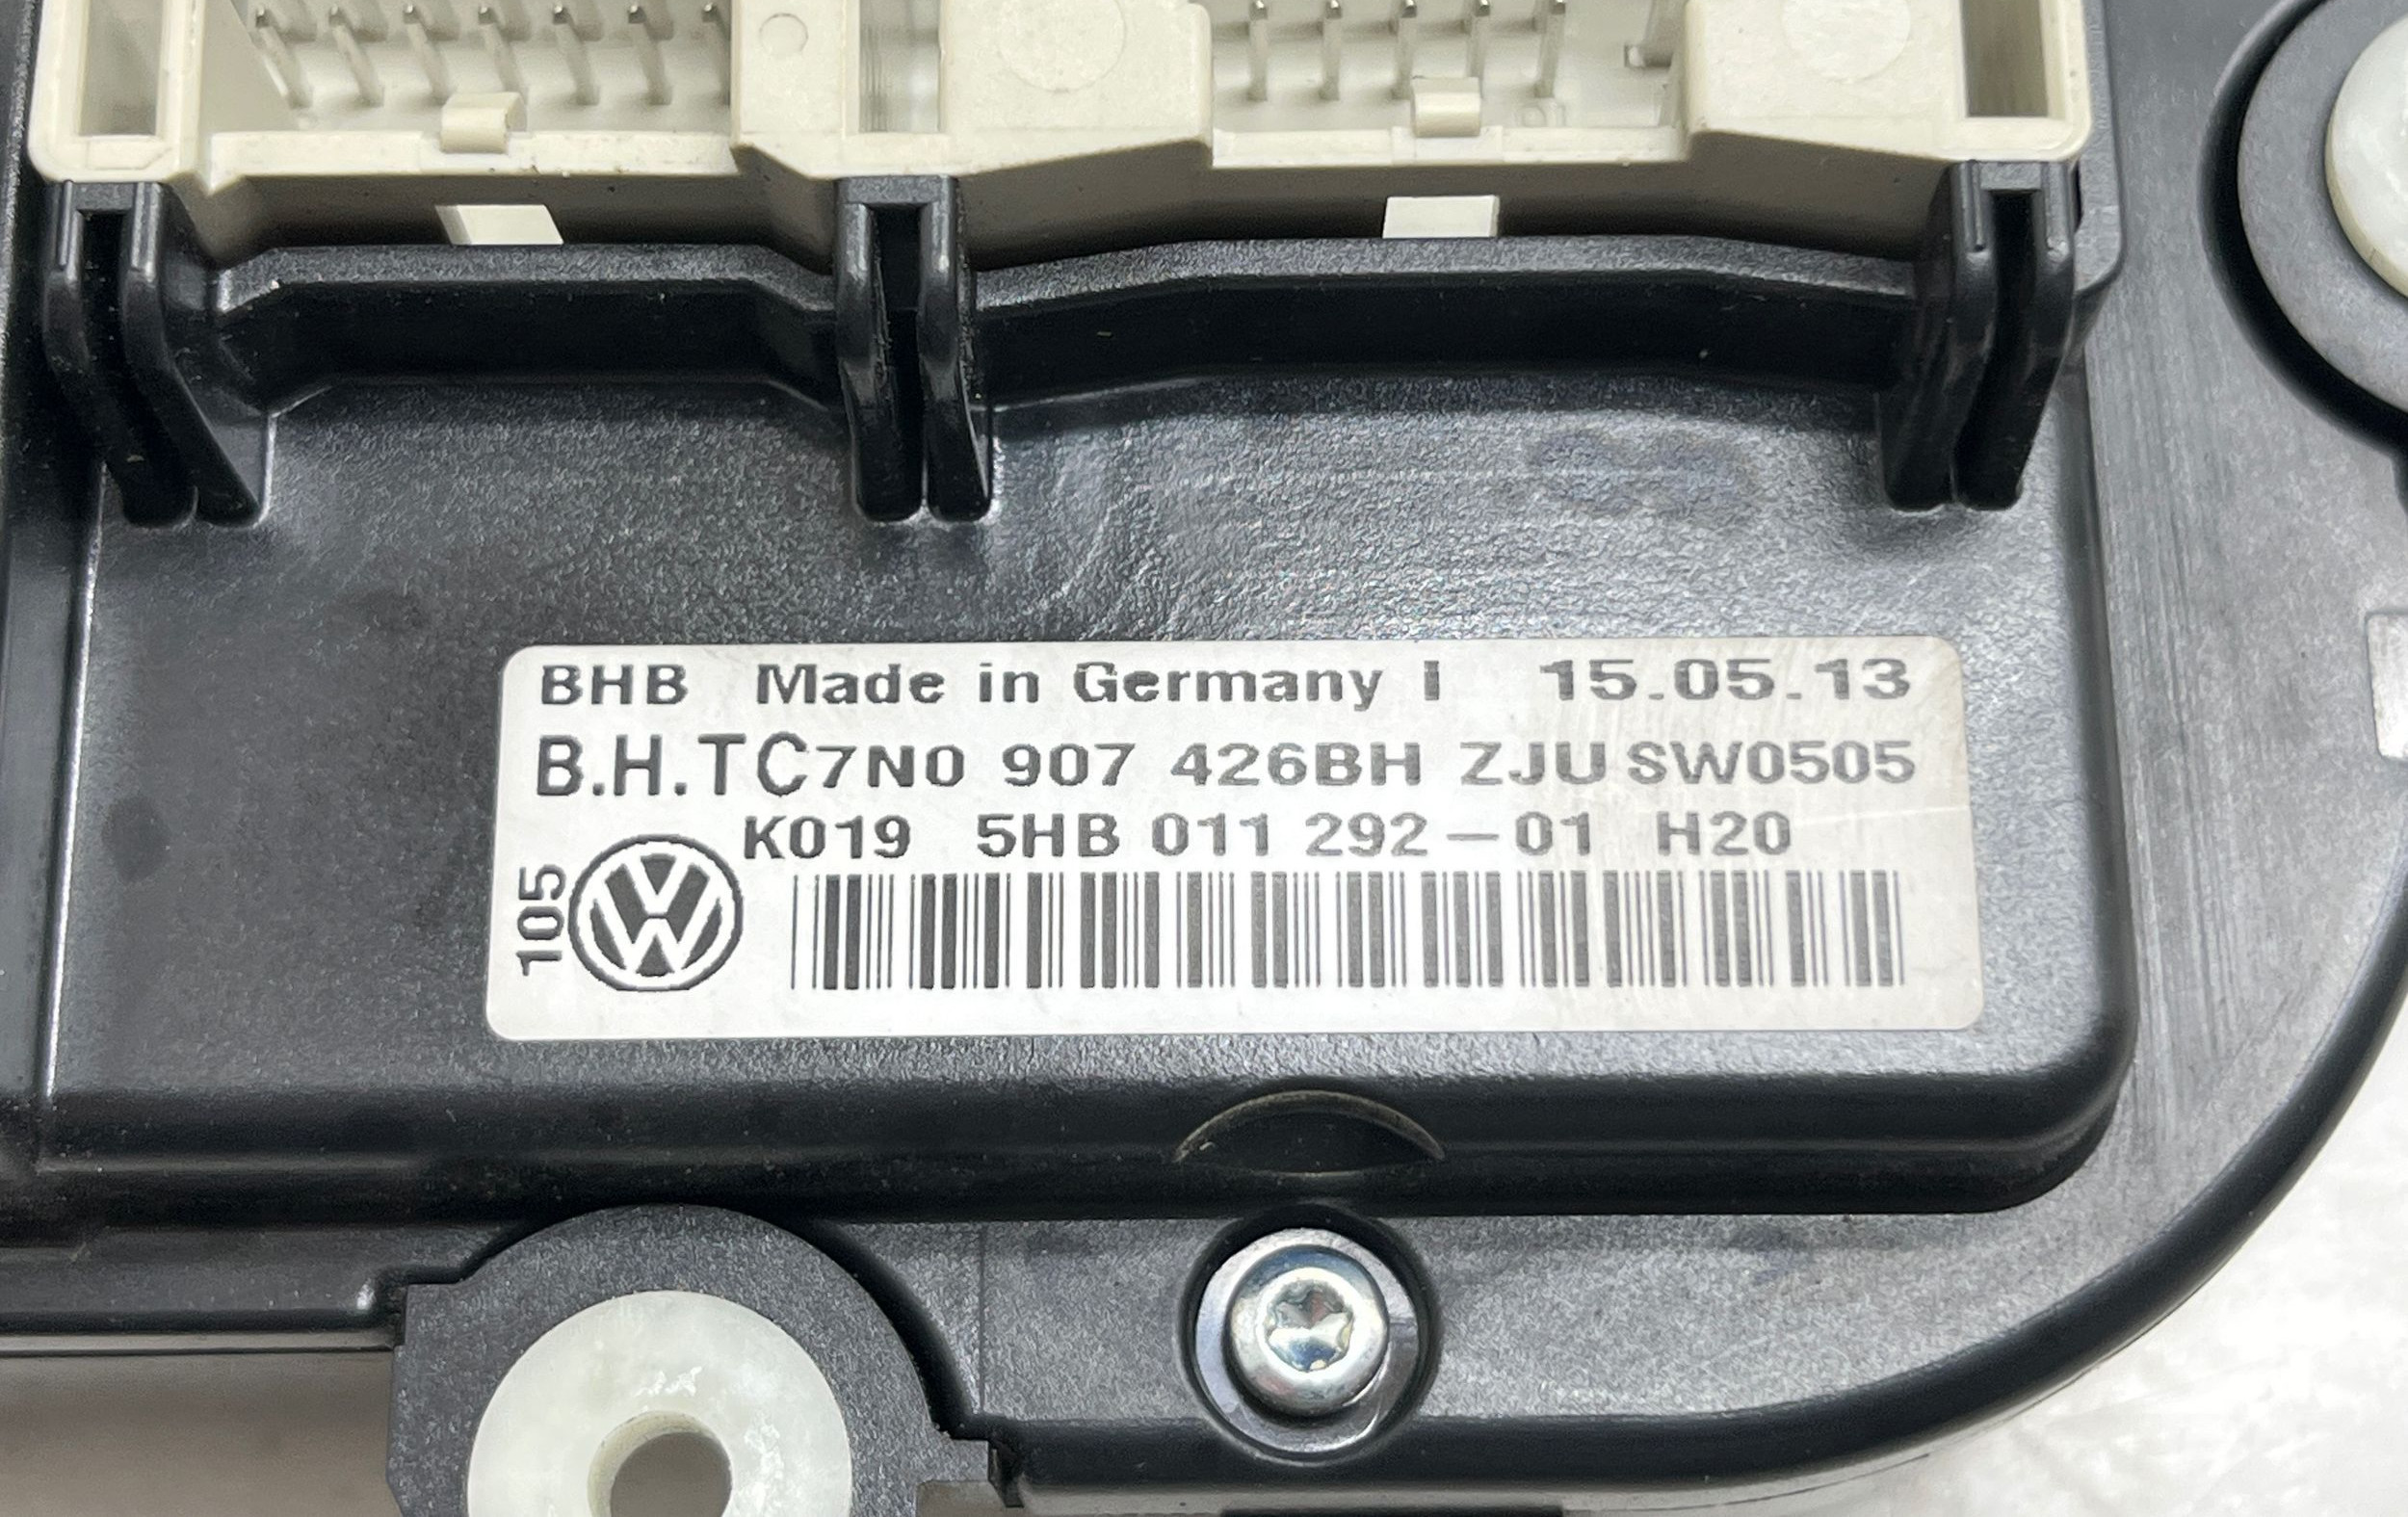 BHB Made in Germany I 15.05.13
B.H.TC7N0 907 426BH ZJU SW0505
K019 5HB 011 292-01 H20
105